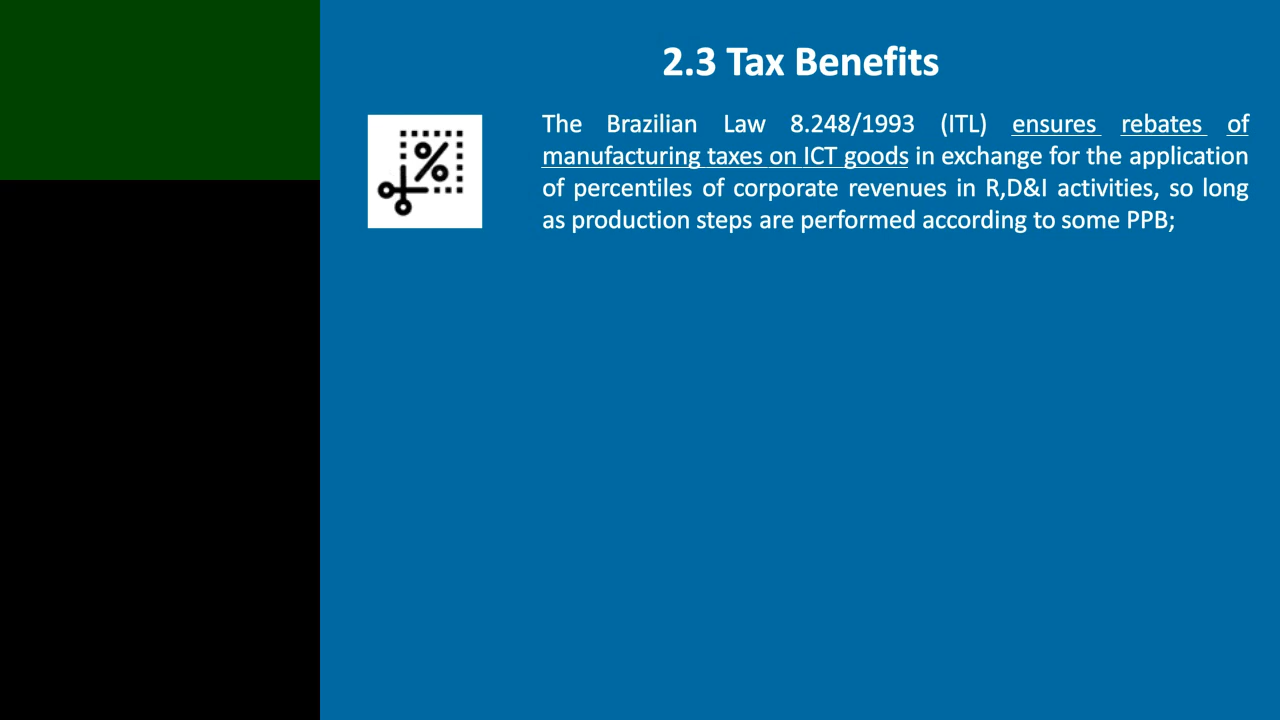 2.3 Tax Benefits
The Brazilian Law 8.248/1993 (ITL) ensures rebates of
manufacturing taxes on ICT goods in exchange for the application
of percentiles of corporate revenues in R,D&I activities, so long
as production steps are performed according to some PPB;